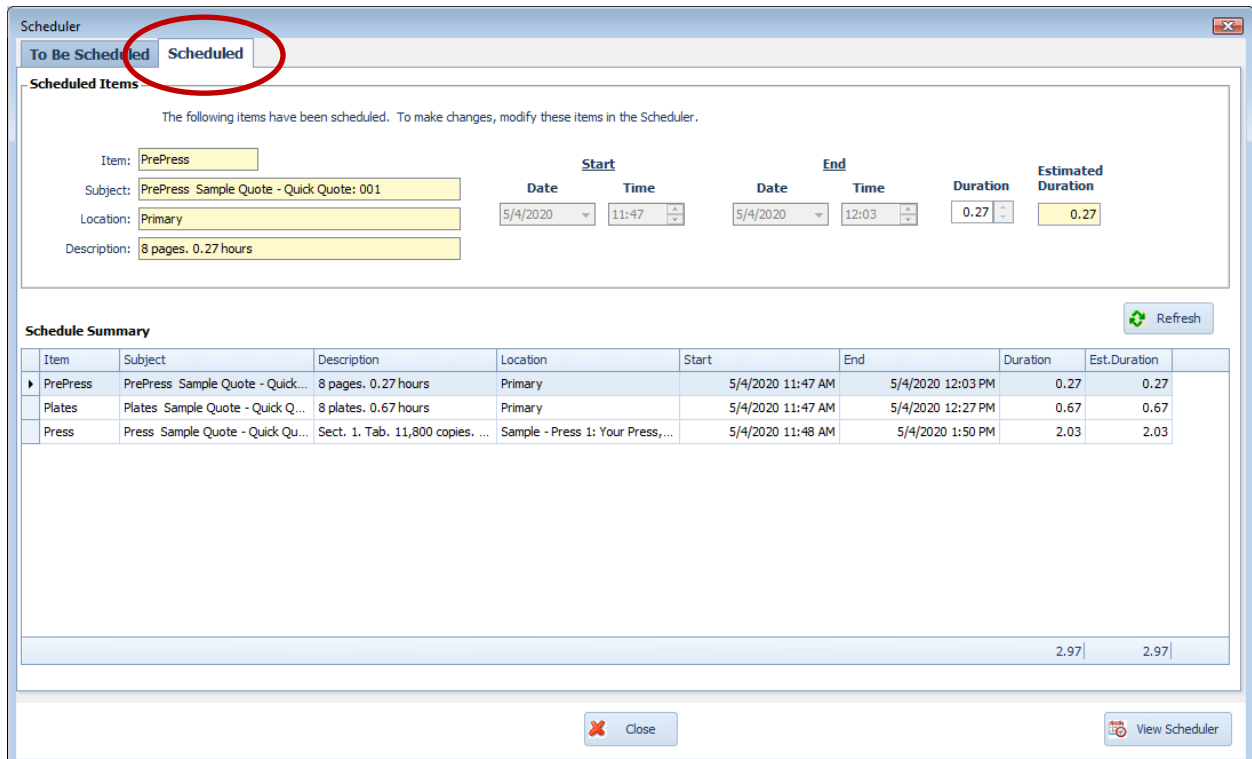 Scheduler
To Be Scheduled Scheduled
Scheduled Items
The following items have been scheduled. To make changes, modify these items in the Scheduler.
Item: PrePress
Start End
Estimated
Subject: PrePress Sample Quote - Quick Quote: 001
Date Time Date Time Duration Duration
Location: Primary
5/4/2020 11:47 5/4/2020 12:03 0.27 0.27
Description: 8 pages. 0.27 hours
Refresh
Schedule Summary
Item Subject Description Location Start End Duration Est.Duration
PrePress PrePress Sample Quote - Quick... 8 pages. 0.27 hours Primary 5/4/2020 11:47 AM 5/4/2020 12:03 PM 0.27 0.27
Plates Plates Sample Quote - Quick Q... 8 plates. 0.67 hours Primary 5/4/2020 11:47 AM 5/4/2020 12:27 PM 0.67 0.67
Press Press Sample Quote - Quick Qu... Sect. 1. Tab. 11,800 copies. ... Sample - Press 1: Your Press,... 5/4/2020 11:48 AM 5/4/2020 1:50 PM 2.03 2.03
2.97 2.97
Close View Scheduler